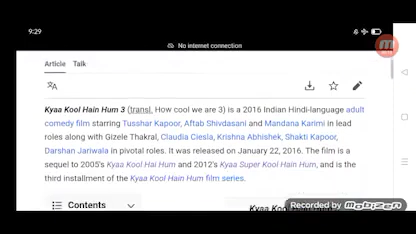 9:29
No internet connection
Article Talk
Kyaa Kool Hain Hum 3 (transl. How cool we are 3) is a 2016 Indian Hindi-language adult
comedy film starring Tusshar Kapoor, Aftab Shivdasani and Mandana Karimi in lead
roles along with Gizele Thakral, Claudia Ciesla, Krishna Abhishek, Shakti Kapoor,
Darshan Jariwala in pivotal roles. It was released on January 22, 2016. The film is a
sequel to 2005's Kyaa Kool Hai Hum and 2012's Kyaa Super Kool Hain Hum, and is the
third installment of the Kyaa Kool Hain Hum film series.
Contents
Recorded by Mobizen